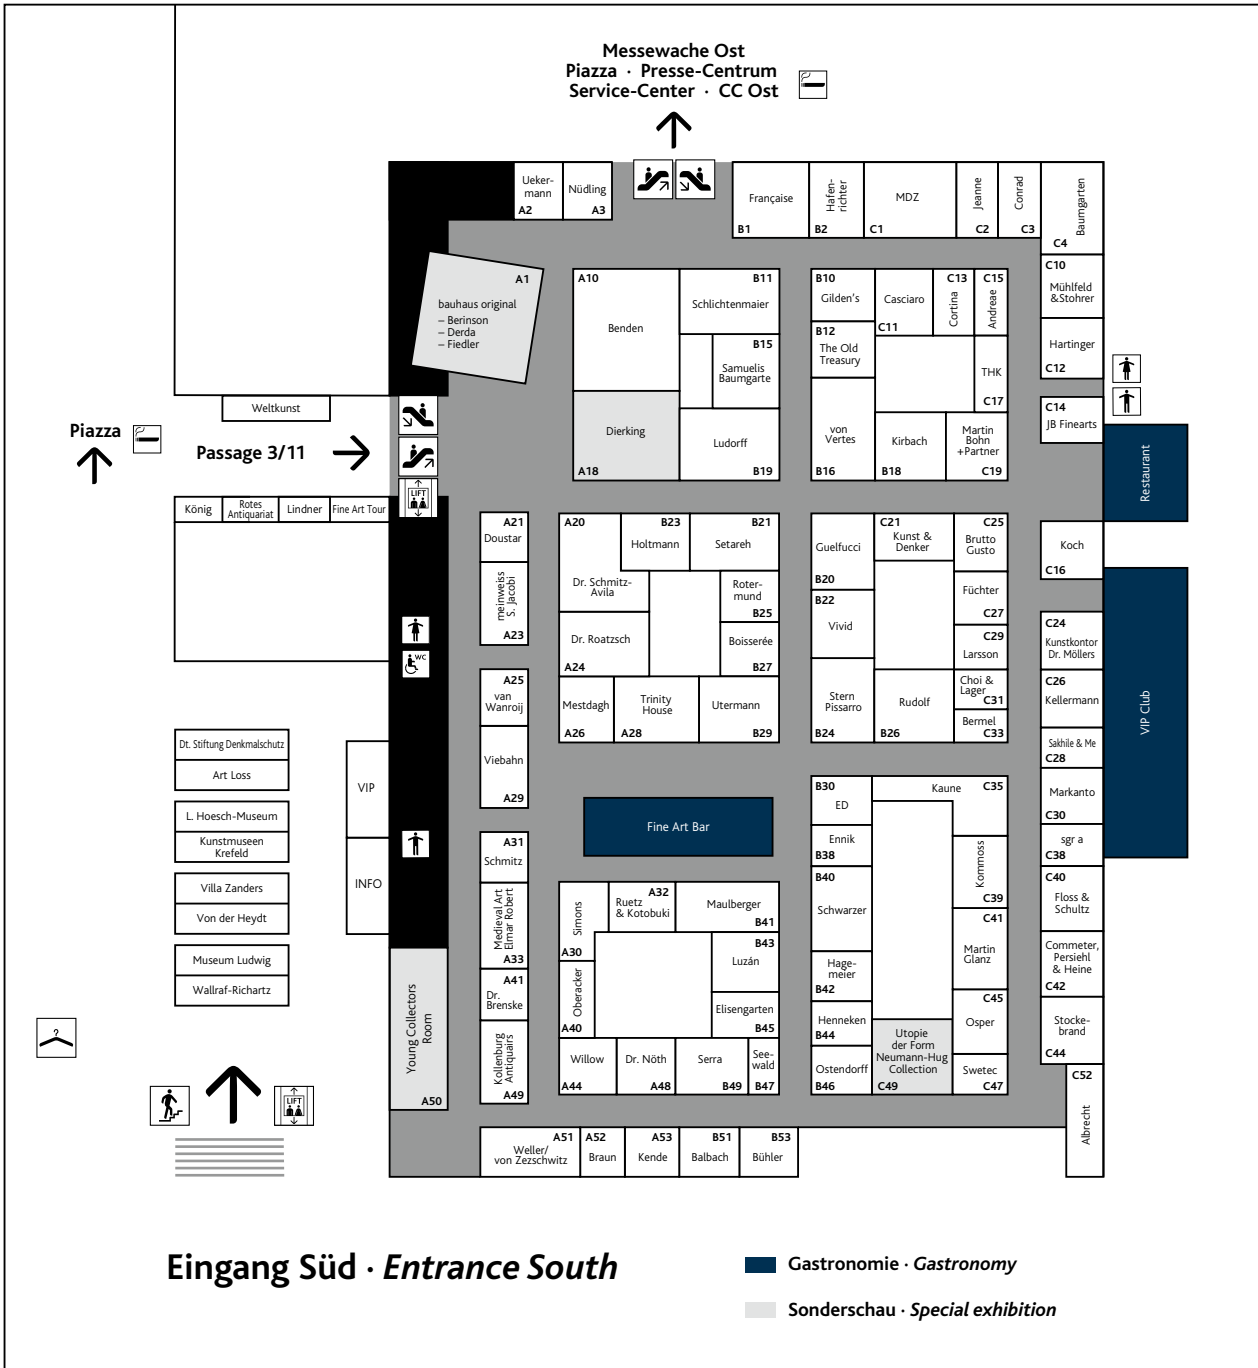 Messewache Ost
Piazza · Presse-Centrum
Service-Center · CC Ost
Ueker-
mann
A2
Nüdling
A3
Française
B1
Hafen-
richter
B2
MDZ
C1
Jeanne
C2
Conrad
C3
Baumgarten
C4
A1
bauhaus original
– Berinson
– Derda
– Fiedler
A10
Benden
B11
Schlichtenmaier
B15
Samuelis
Baumgarte
Dierking
A18
Ludorff
B19
B10
Gilden's
B12
The Old
Treasury
von
Vertes
B16
Casciaro
C11
C13
Cortina
C15
Andreae
THK
C17
Kirbach
B18
Martin
Bohn
+Partner
C19
C10
Mühlfeld
&Stohrer
Hartinger
C12
C14
JB Finearts
Restaurant
Weltkunst
Piazza
Passage 3/11
LIFT
König
Rotes
Antiquariat
Lindner
Fine Art Tour
A21
Doustar
meinweiss
S. Jacobi
A23
A20
Dr. Schmitz-
Avila
B23
Holtmann
B21
Setareh
Roter-
mund
B25
Dr. Roatzsch
A24
Boisserée
B27
Mestdagh
A26
Trinity
House
A28
Utermann
B29
Guelfucci
B20
C21
Kunst &
Denker
C25
Brutto
Gusto
B22
Vivid
Füchter
C27
C29
Larsson
Stern
Pissarro
B24
Rudolf
B26
Choi &
Lager
C31
Bermel
C33
Koch
C16
VIP Club
C24
Kunstkontor
Dr. Möllers
C26
Kellermann
Sakhile & Me
C28
Markanto
C30
sgr a
C38
C40
Floss &
Schultz
Commeter,
Persiehl
& Heine
C42
Stocke-
brand
C44
C52
Albrecht
WC
A25
van
Wanroij
Viebahn
A29
Dt. Stiftung Denkmalschutz
Art Loss
L. Hoesch-Museum
Kunstmuseen
Krefeld
Villa Zanders
Von der Heydt
Museum Ludwig
Wallraf-Richartz
VIP
INFO
Fine Art Bar
A31
Schmitz
Medieval Art
Elmar Robert
A33
A41
Dr.
Brenske
Kollenburg
Antiquairs
A49
Young Collectors
Room
A50
Simons
A30
A32
Ruetz
& Kotobuki
Maulberger
B41
B43
Luzán
Oberacker
A40
Elisengarten
B45
Willow
A44
Dr. Nöth
A48
Serra
B49
See-
wald
B47
B30
ED
Kaune
C35
Ennik
B38
Kommoss
C39
B40
Schwarzer
C41
Martin
Glanz
Hage-
meier
B42
C45
Osper
Henneken
B44
Utopie
der Form
Neumann-Hug
Collection
C49
Ostendorff
B46
Swetec
C47
LIFT
A51
Weller/
von Zezschwitz
A52
Braun
A53
Kende
B51
Balbach
B53
Bühler
Eingang Süd · Entrance South
Gastronomie · Gastronomy
Sonderschau · Special exhibition